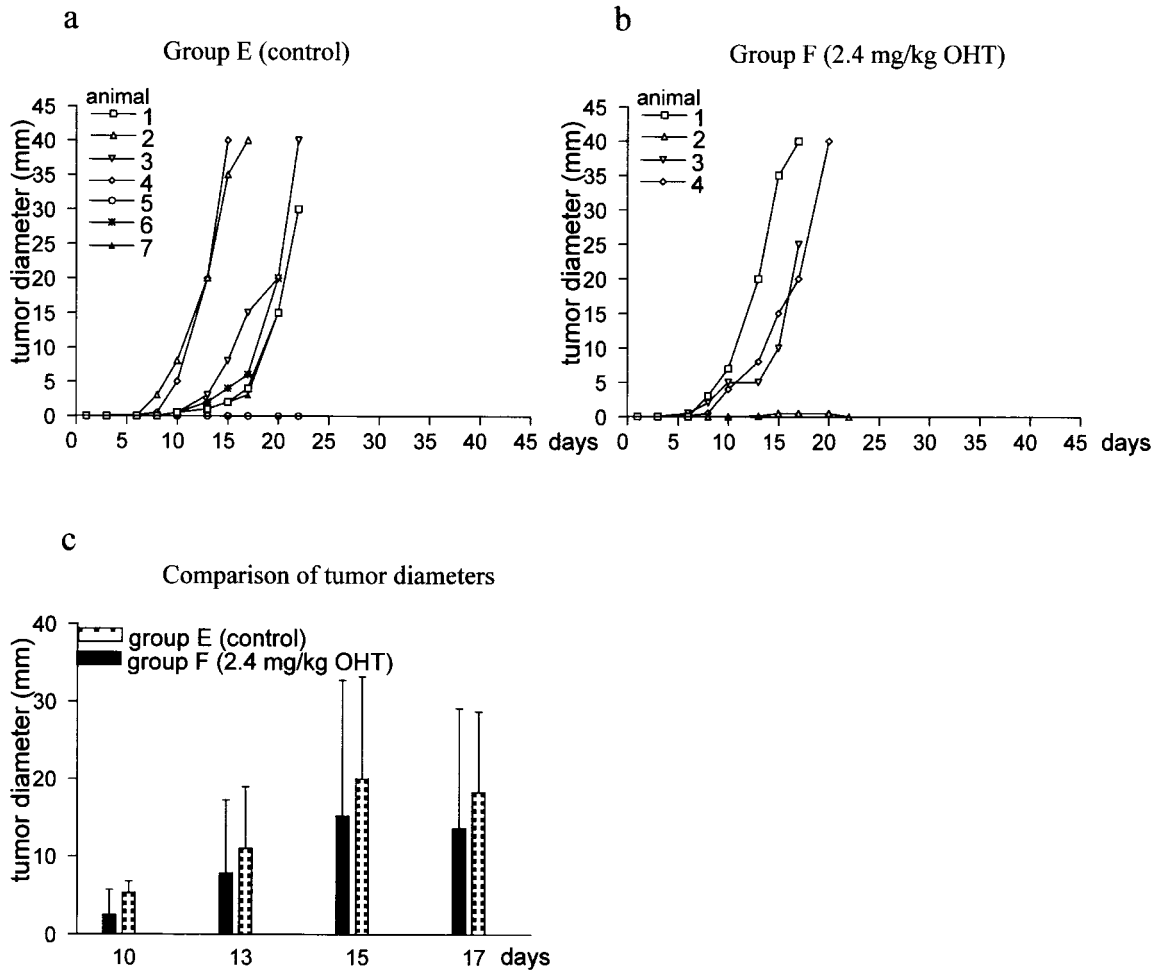 a
Group E (control)
animal
1
2
3
4
5
6
7
tumor diameter (mm)
45
40
35
30
25
20
15
10
5
0
0 5 10 15 20 25 30 35 40 45 days
b
Group F (2.4 mg/kg OHT)
animal
1
2
3
4
tumor diameter (mm)
45
40
35
30
25
20
15
10
5
0
0 5 10 15 20 25 30 35 40 45 days
c
Comparison of tumor diameters
group E (control)
group F (2.4 mg/kg OHT)
tumor diameter (mm)
40
30
20
10
0
10 13 15 17 days